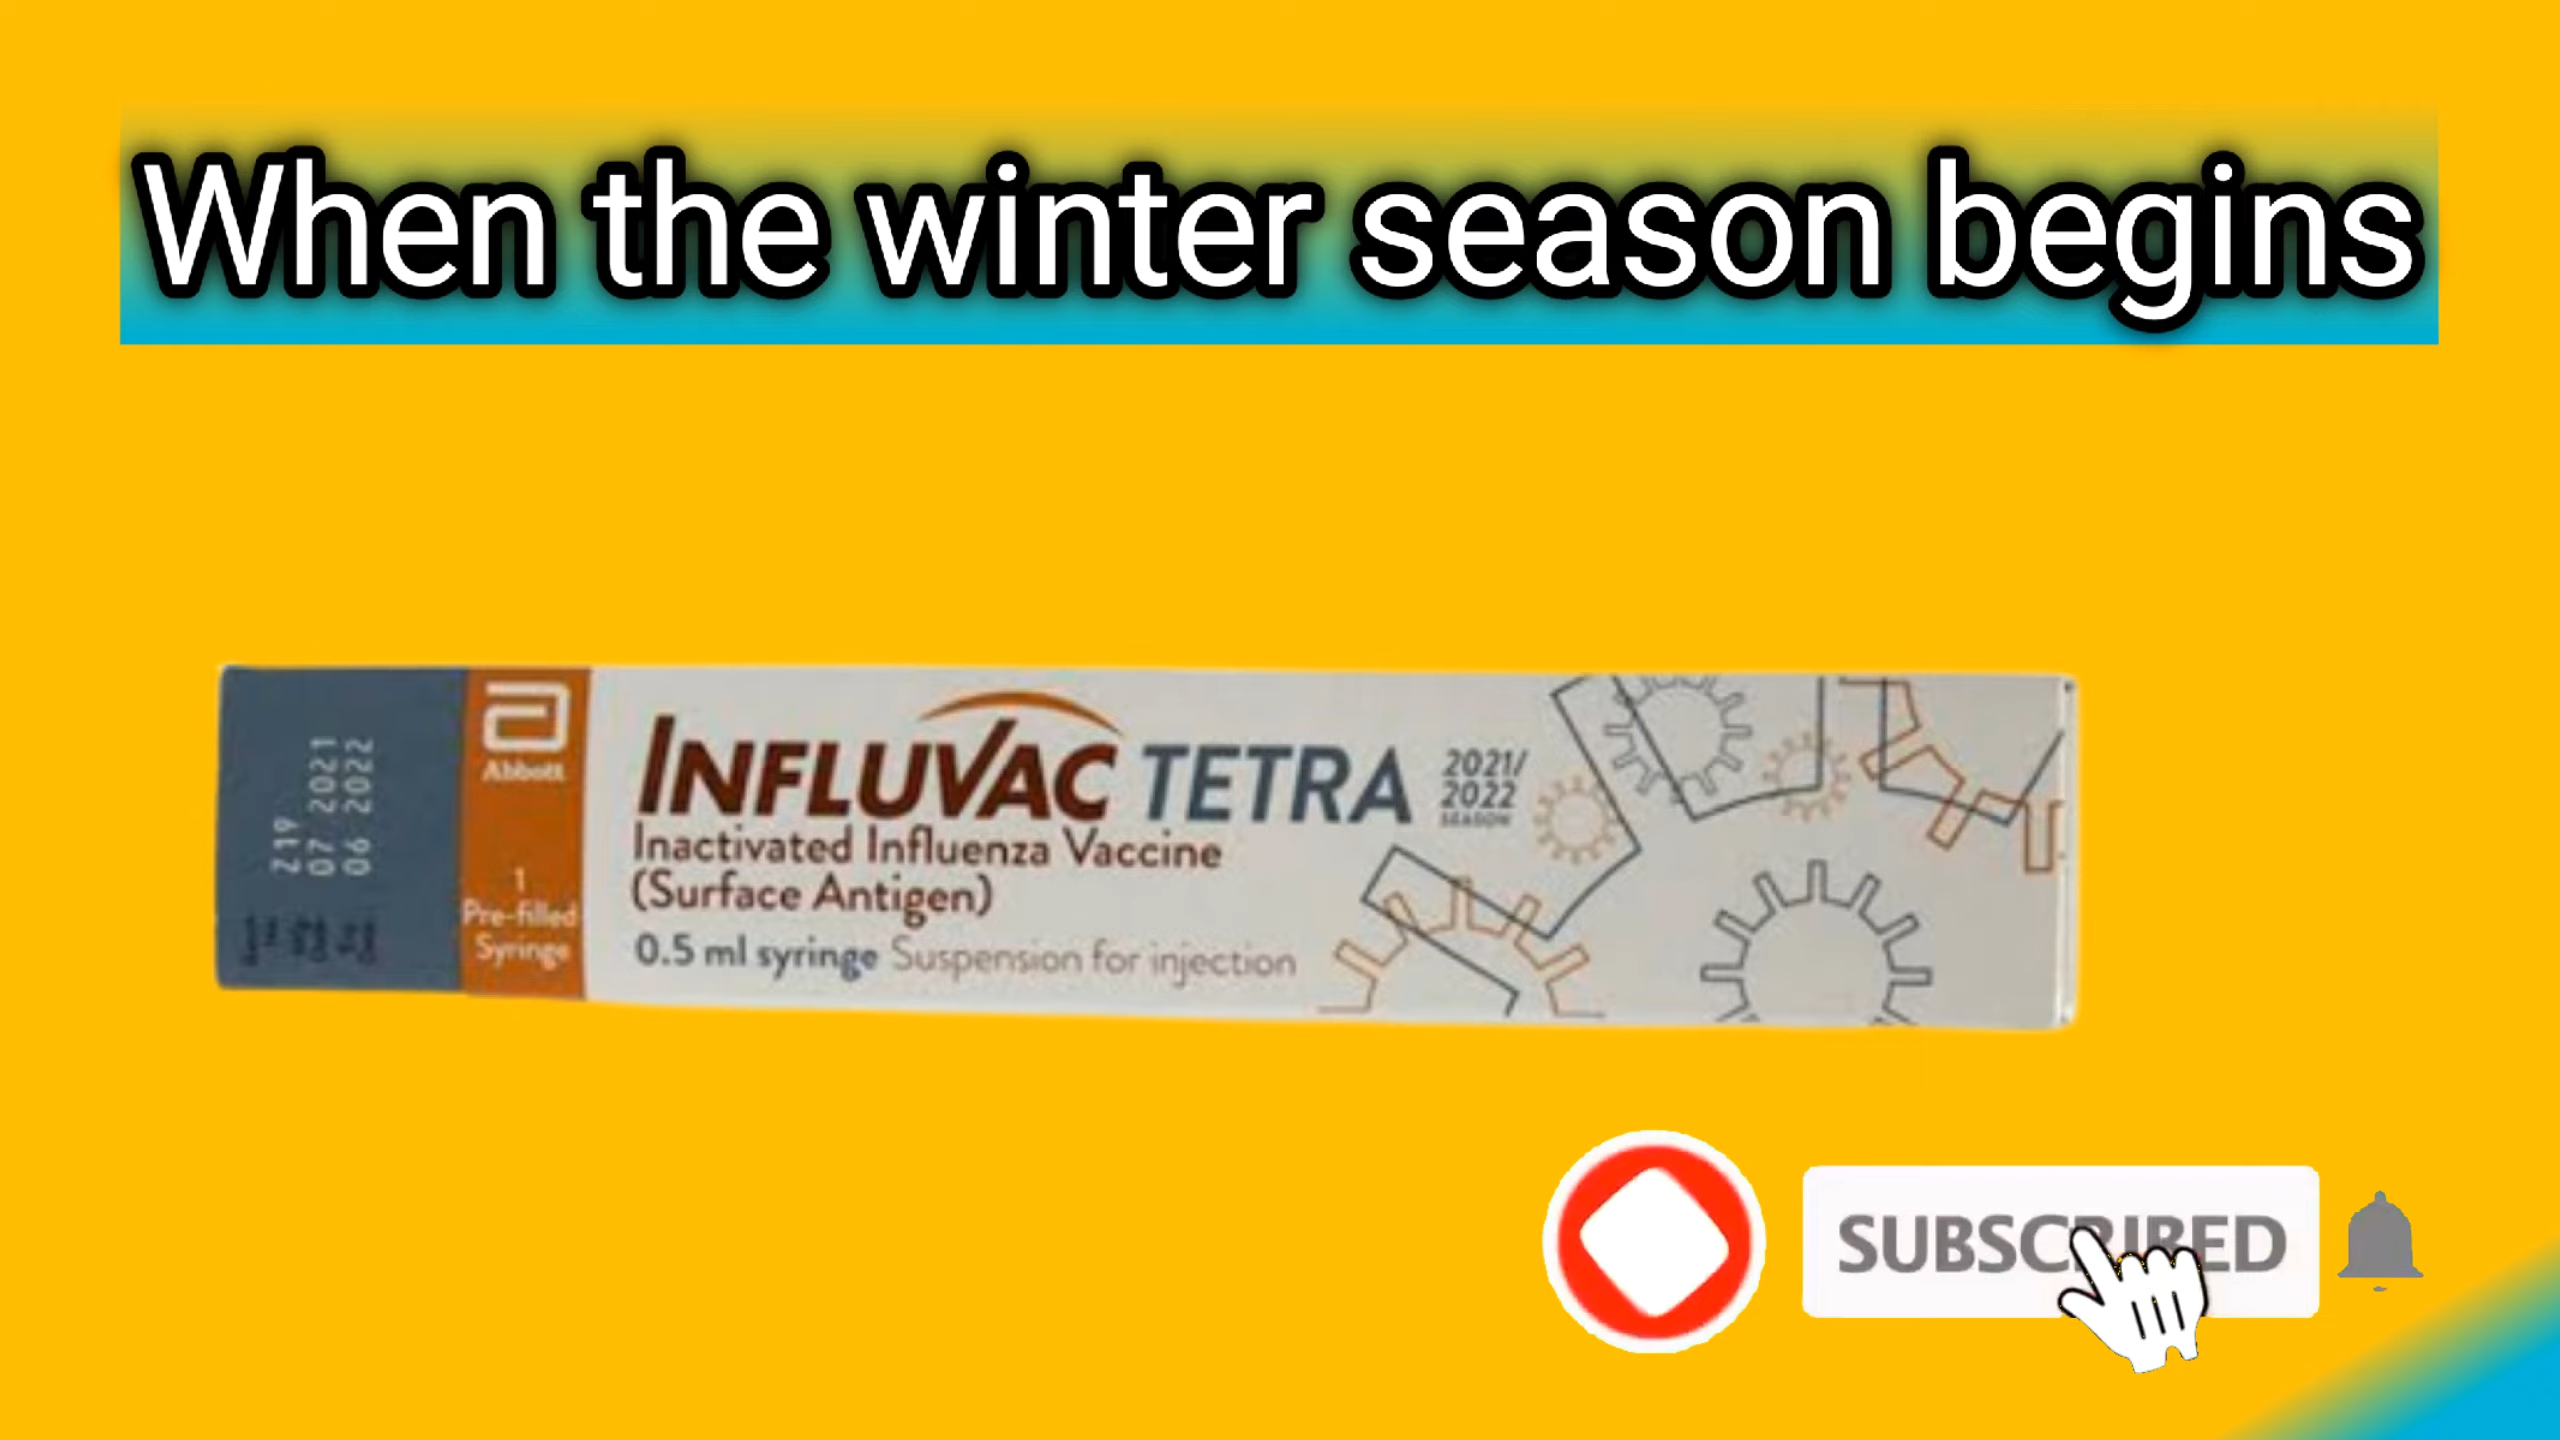 When the winter season begins
Z19
07 2021
06 2022
Abbott
1
Pre-filled
Syringe
INFLUVAC TETRA
2021/
2022
SEASON
Inactivated Influenza Vaccine
(Surface Antigen)
0.5 ml syringe Suspension for injection
SUBSCRIBED